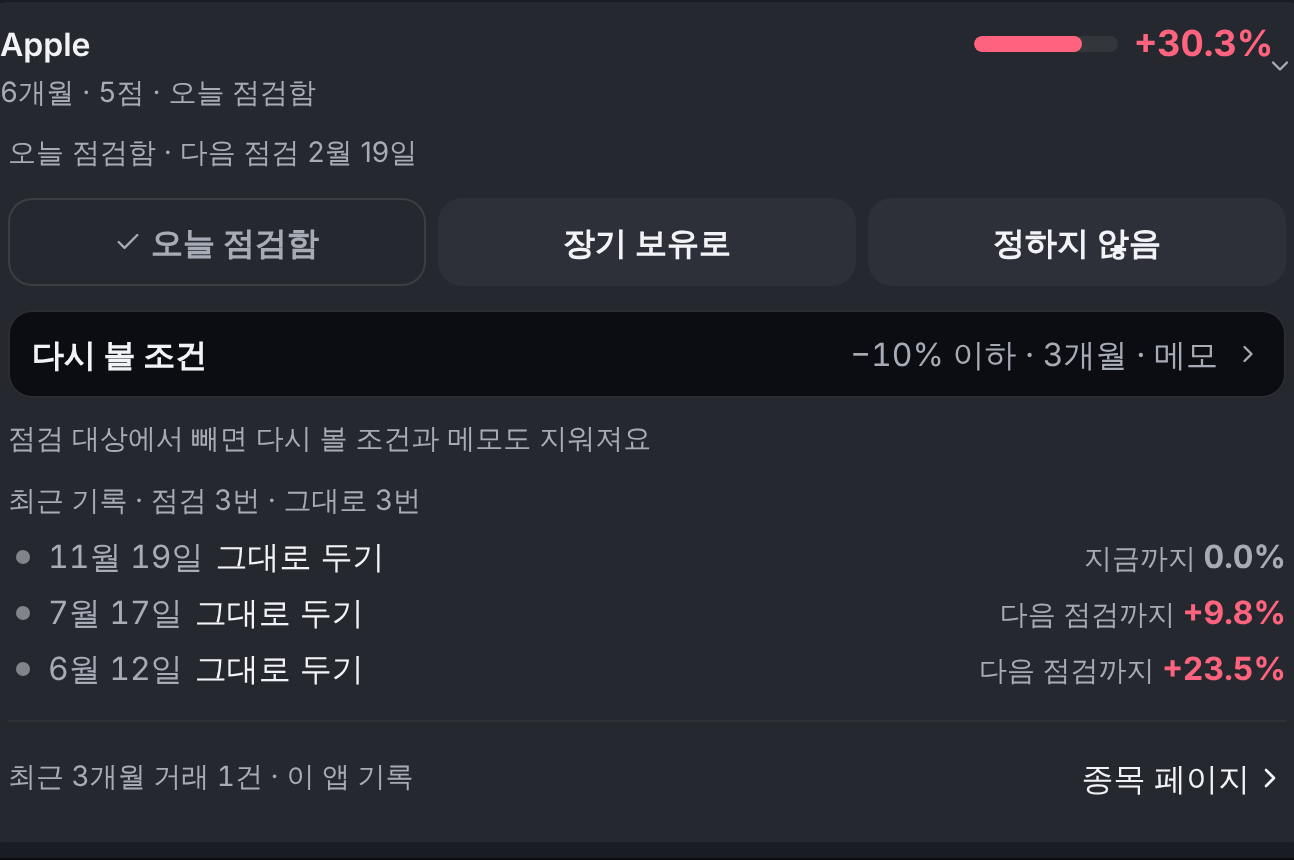 Apple +30.3%
6개월 · 5점 · 오늘 점검함
오늘 점검함 · 다음 점검 2월 19일
오늘 점검함 장기 보유로 정하지 않음
다시 볼 조건 −10% 이하 · 3개월 · 메모
점검 대상에서 빼면 다시 볼 조건과 메모도 지워져요
최근 기록 · 점검 3번 · 그대로 3번
11월 19일 그대로 두기 지금까지 0.0%
7월 17일 그대로 두기 다음 점검까지 +9.8%
6월 12일 그대로 두기 다음 점검까지 +23.5%
최근 3개월 거래 1건 · 이 앱 기록 종목 페이지